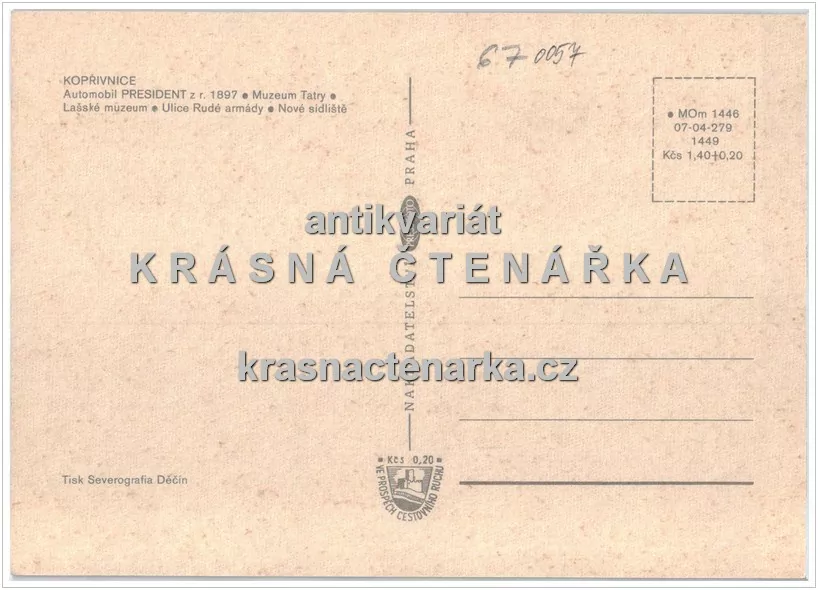 67 0057
KOPŘIVNICE
Automobil PRESIDENT z r. 1897 ● Muzeum Tatry ●
Lašské muzeum ● Ulice Rudé armády ● Nové sídliště
● MOm 1446
07-04-279
1449
Kčs 1,40+0,20
NAKLADATELSTVÍ
PRAHA
antikvariát
KRÁSNÁ ČTENÁŘKA
krasnactenarka.cz
Kčs 0,20
VE PROSPĚCH CESTOVNÍHO RUCHU
Tisk Severografia Děčín